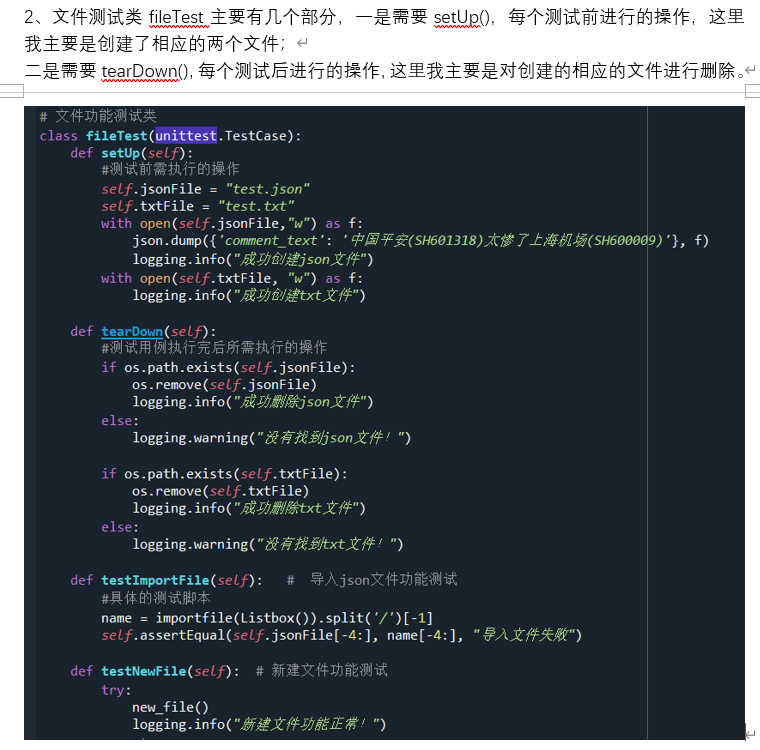 2、文件测试类 fileTest 主要有几个部分，一是需要 setUp()，每个测试前进行的操作，这里
我主要是创建了相应的两个文件；
二是需要 tearDown(), 每个测试后进行的操作, 这里我主要是对创建的相应的文件进行删除。
# 文件功能测试类
class fileTest(unittest.TestCase):
    def setUp(self):
        #测试前需执行的操作
        self.jsonFile = "test.json"
        self.txtFile = "test.txt"
        with open(self.jsonFile,"w") as f:
            json.dump({'comment_text': '中国平安(SH601318)太惨了上海机场(SH600009)'}, f)
            logging.info("成功创建json文件")
        with open(self.txtFile, "w") as f:
            logging.info("成功创建txt文件")
    def tearDown(self):
        #测试用例执行完后所需执行的操作
        if os.path.exists(self.jsonFile):
            os.remove(self.jsonFile)
            logging.info("成功删除json文件")
        else:
            logging.warning("没有找到json文件！")
        if os.path.exists(self.txtFile):
            os.remove(self.txtFile)
            logging.info("成功删除txt文件")
        else:
            logging.warning("没有找到txt文件！")
    def testImportFile(self):   #  导入json文件功能测试
        #具体的测试脚本
        name = importfile(Listbox()).split('/')[-1]
        self.assertEqual(self.jsonFile[-4:], name[-4:], "导入文件失败")
    def testNewFile(self):  # 新建文件功能测试
        try:
            new_file()
            logging.info("新建文件功能正常！")